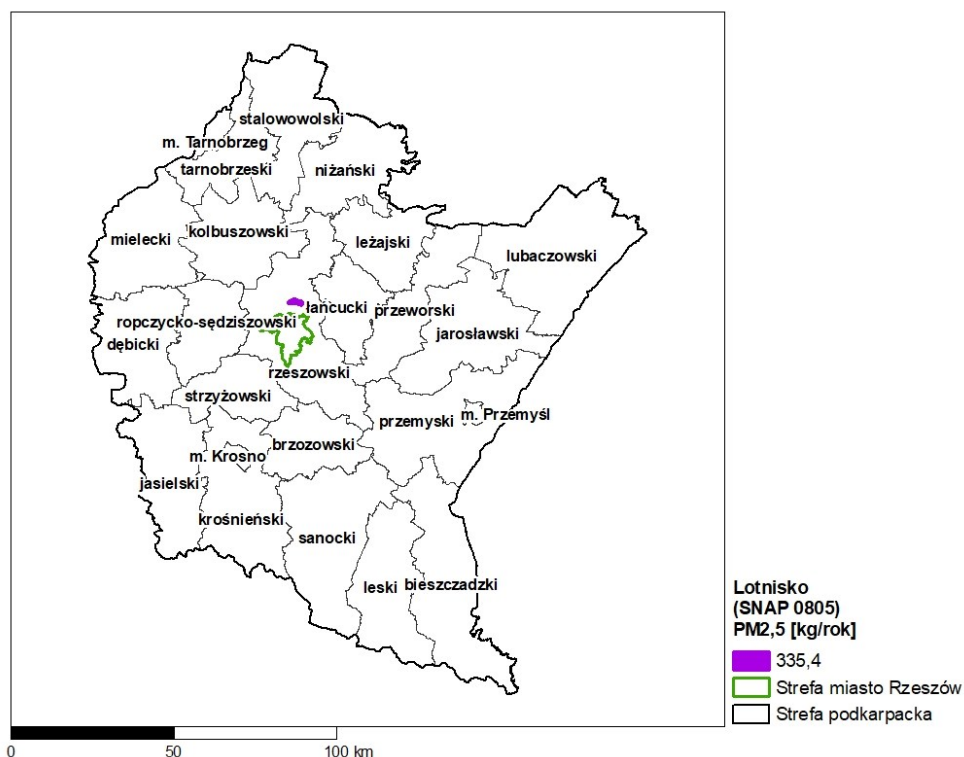 stalowowolski
m. Tarnobrzeg
tarnobrzeski
niżański
mielecki
kolbuszowski
leżajski
lubaczowski
łańcucki
przeworski
ropczycko-sędziszowski
jarosławski
dębicki
rzeszowski
strzyżowski
przemyski
m. Przemyśl
brzozowski
m. Krosno
jasielski
krośnieński
sanocki
leski
bieszczadzki
Lotnisko
(SNAP 0805)
PM2,5 [kg/rok]
335,4
Strefa miasto Rzeszów
Strefa podkarpacka
0 50 100 km